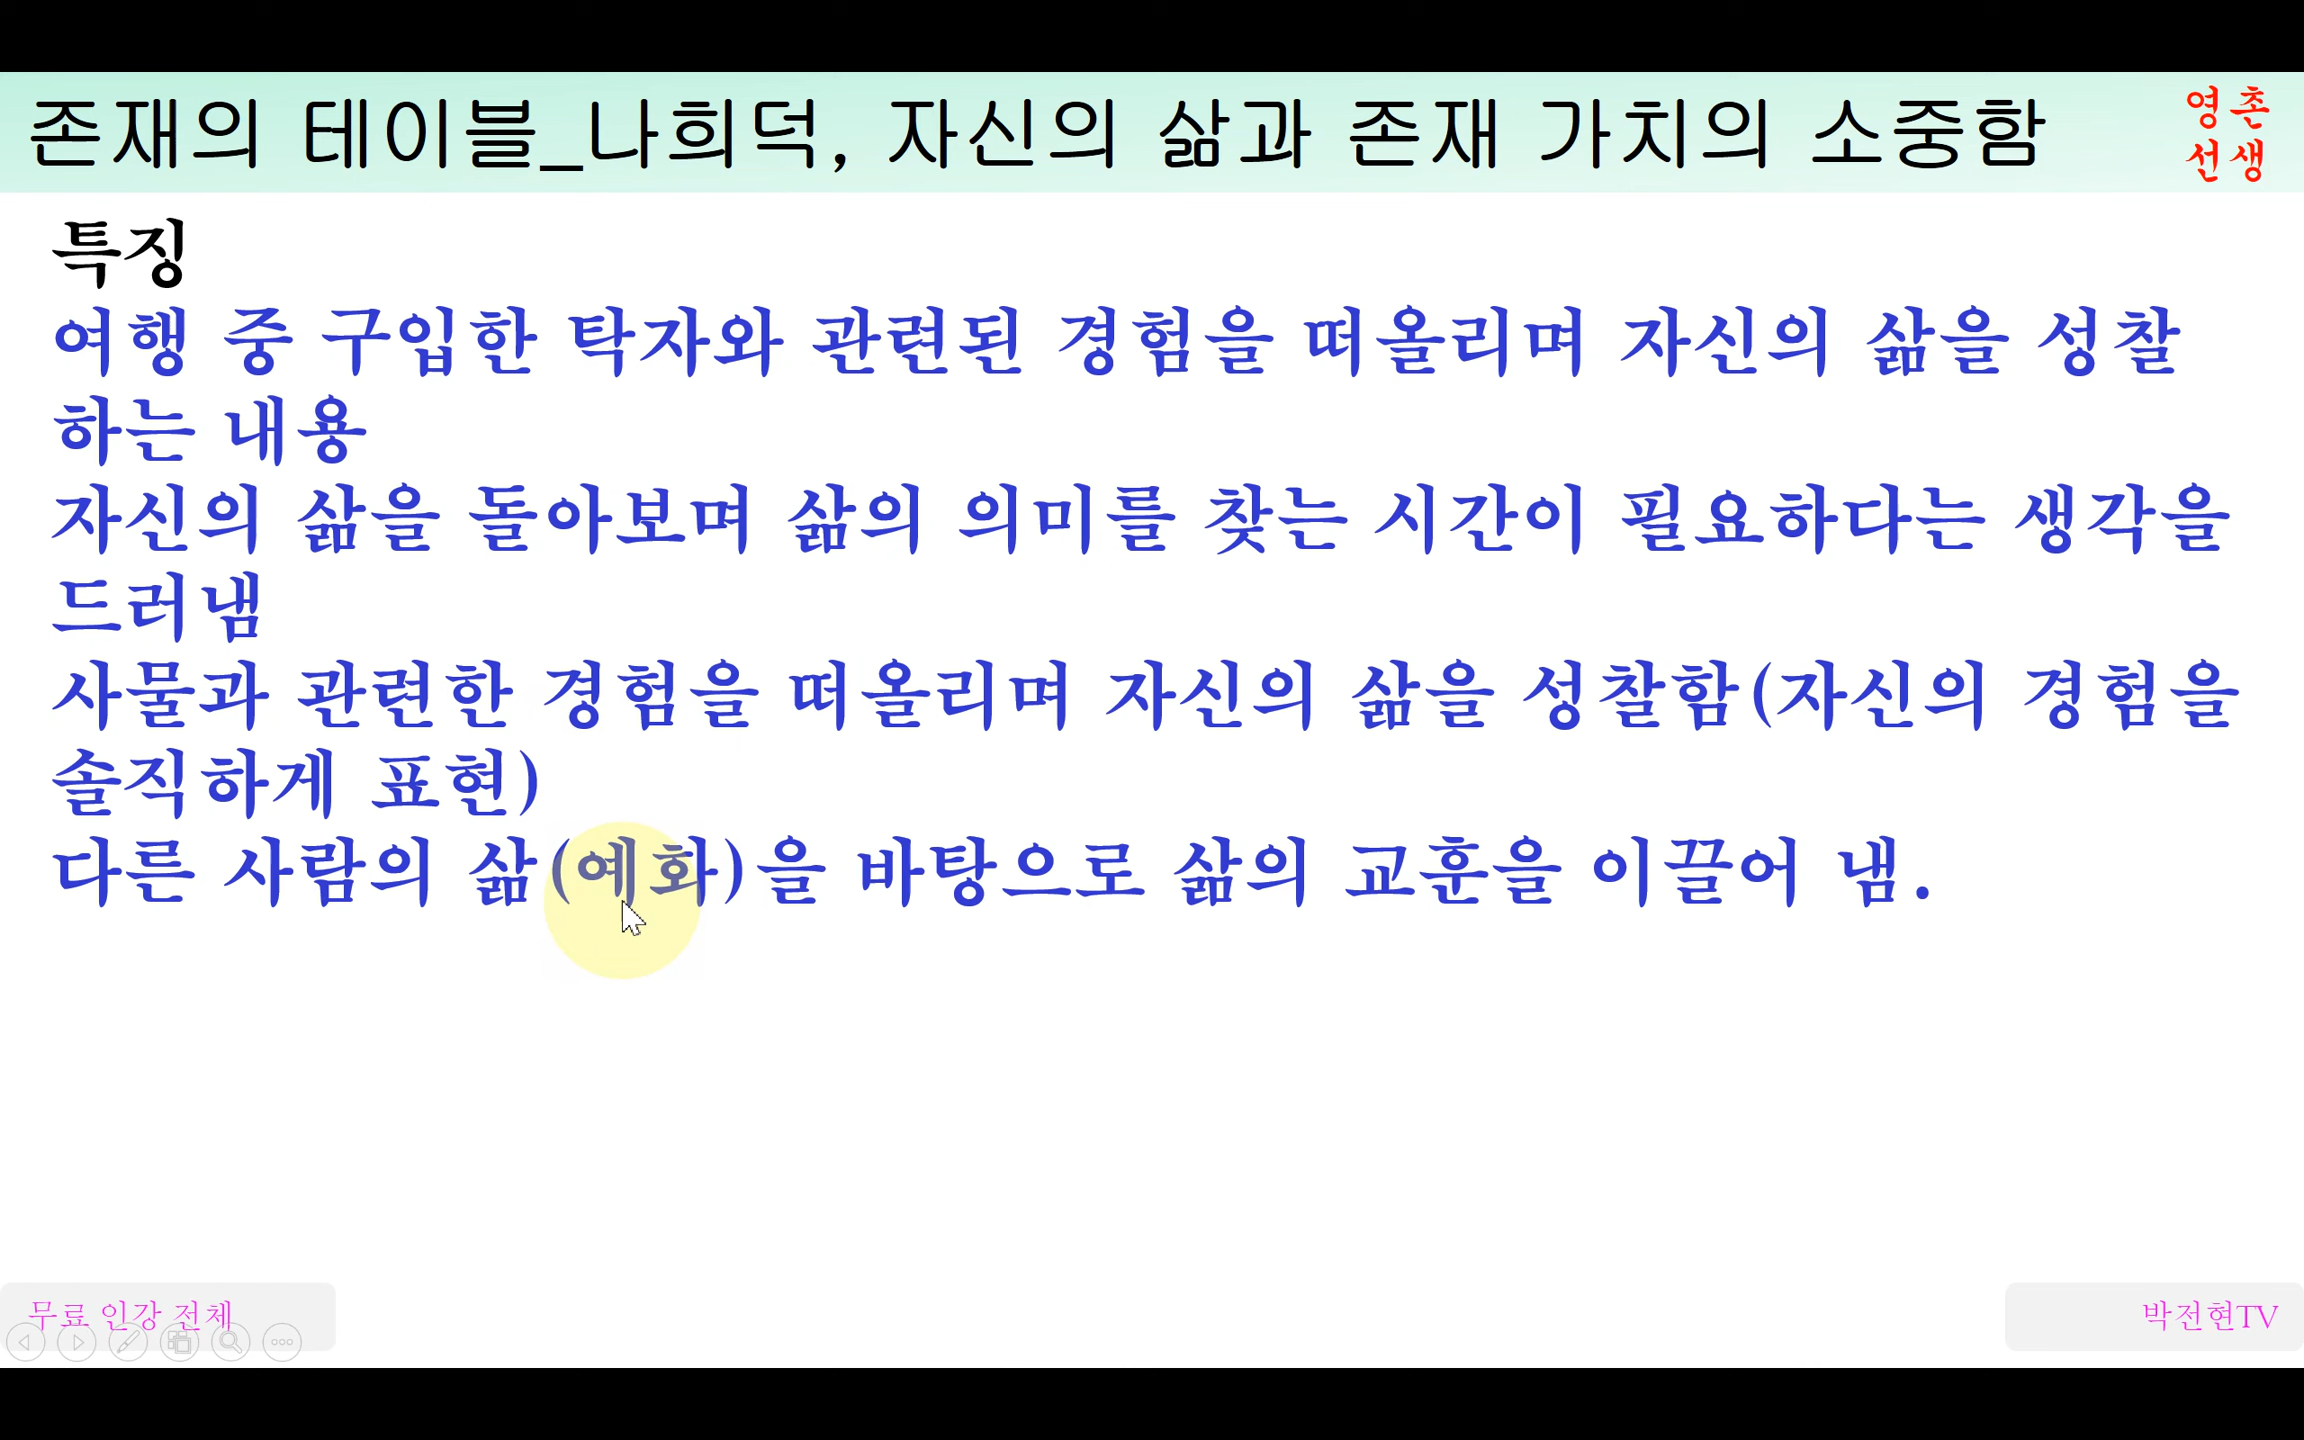 존재의 테이블_나희덕, 자신의 삶과 존재 가치의 소중함
영촌
선생
특징
여행 중 구입한 탁자와 관련된 경험을 떠올리며 자신의 삶을 성찰
하는 내용
자신의 삶을 돌아보며 삶의 의미를 찾는 시간이 필요하다는 생각을
드러냄
사물과 관련한 경험을 떠올리며 자신의 삶을 성찰함(자신의 경험을
솔직하게 표현)
다른 사람의 삶(예화)을 바탕으로 삶의 교훈을 이끌어 냄.
무료 인강 전체
박전현TV